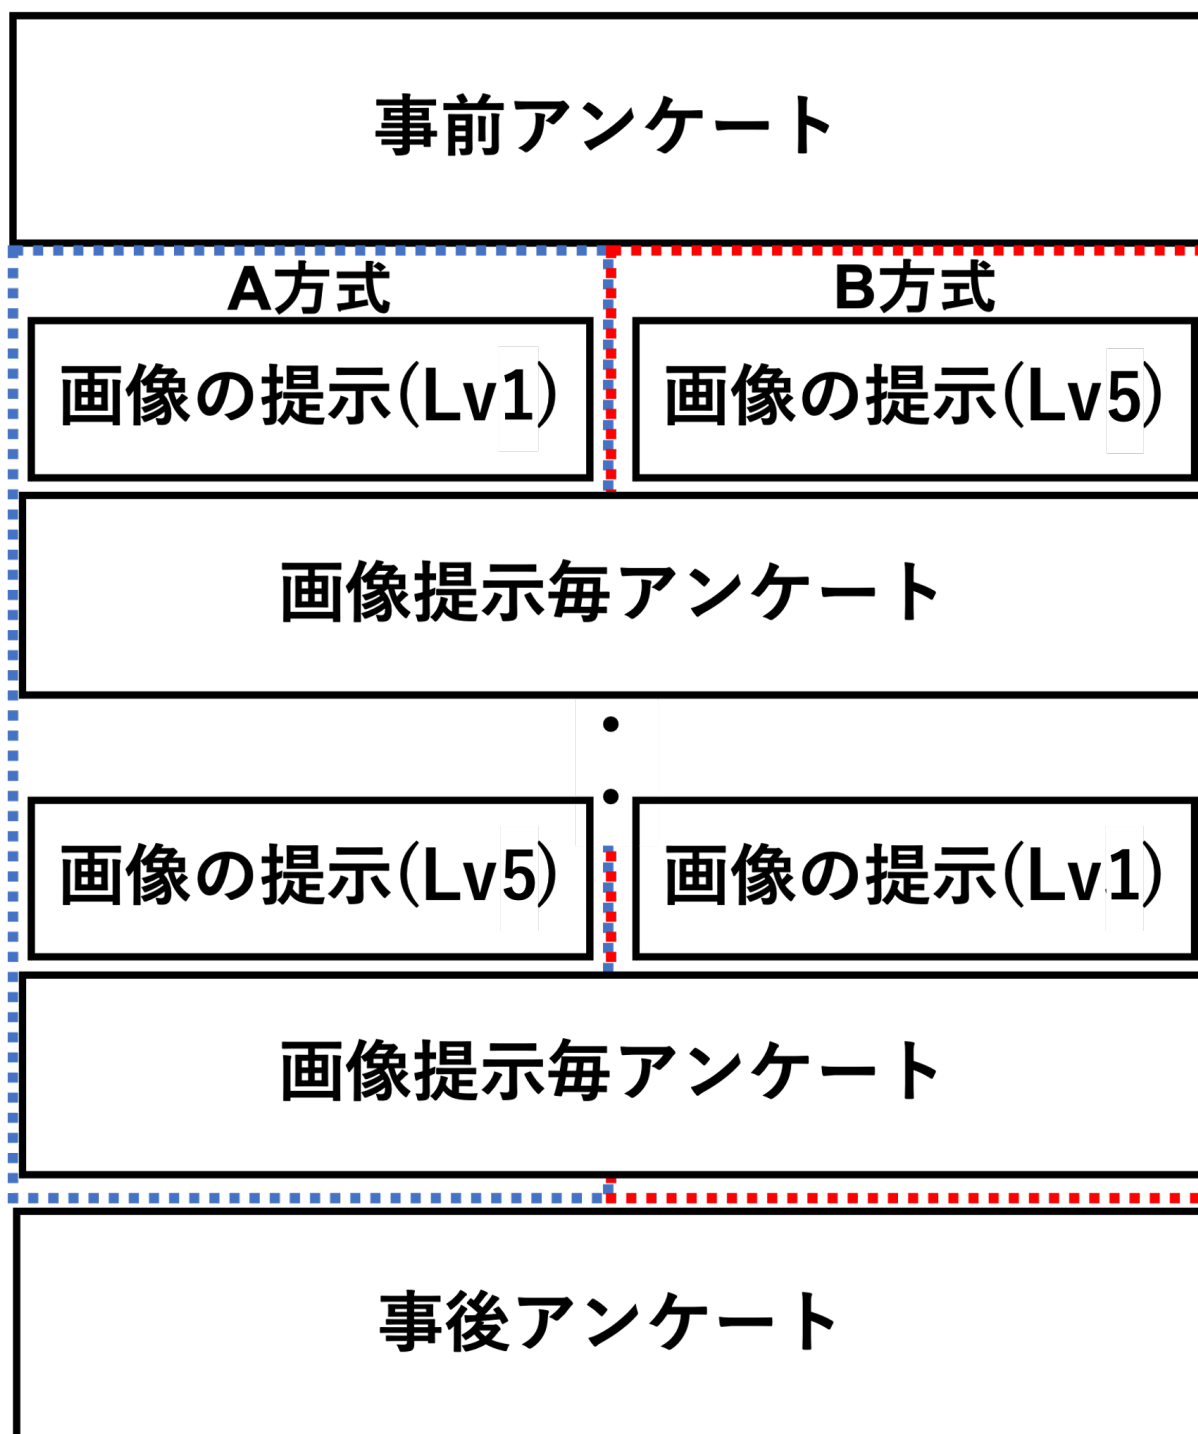 事前アンケート
A方式
B方式
画像の提示(Lv1)
画像の提示(Lv5)
画像提示毎アンケート
・
・
画像の提示(Lv5)
画像の提示(Lv1)
画像提示毎アンケート
事後アンケート